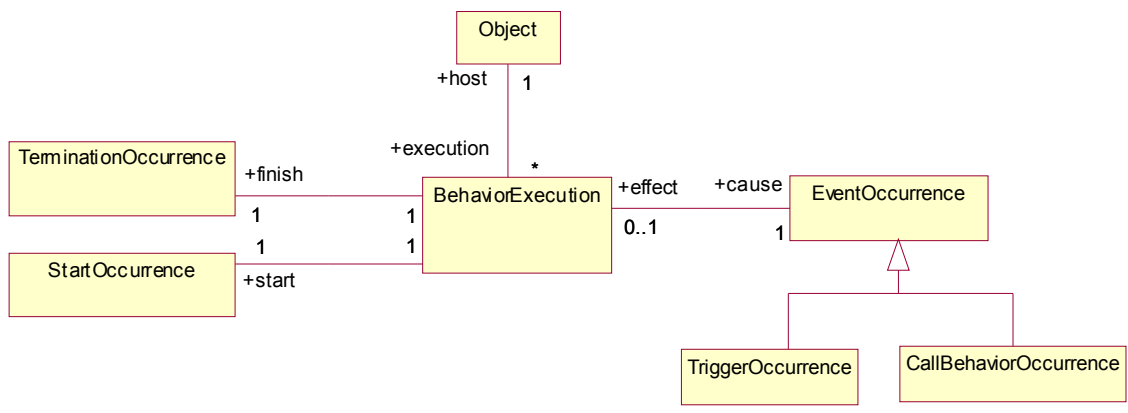 Object
+host
1
+execution
*
TerminationOccurrence
+finish
1
1
BehaviorExecution
+effect
0..1
+cause
1
EventOccurrence
StartOccurrence
1
+start
1
TriggerOccurrence
CallBehaviorOccurrence